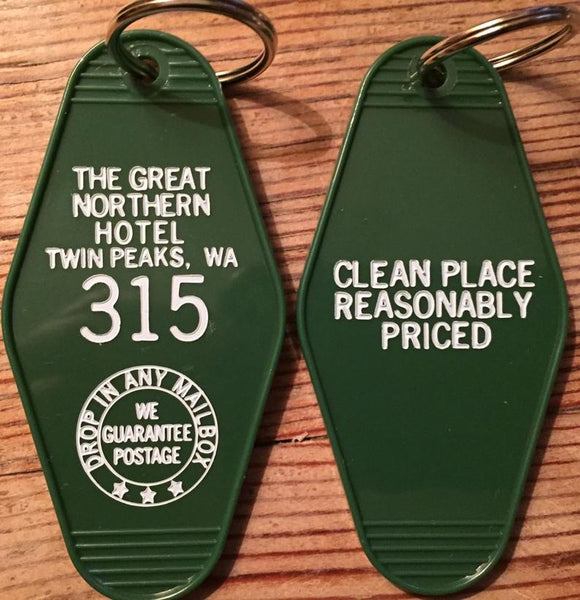 THE GREAT
NORTHERN
HOTEL
TWIN PEAKS, WA
315
DROP IN ANY MAILBOX
WE
GUARANTEE
POSTAGE
CLEAN PLACE
REASONABLY
PRICED